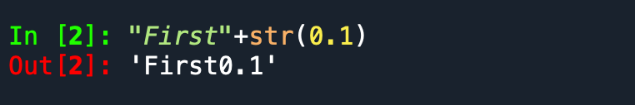 In [2]: "First"+str(0.1)
Out[2]: 'First0.1'